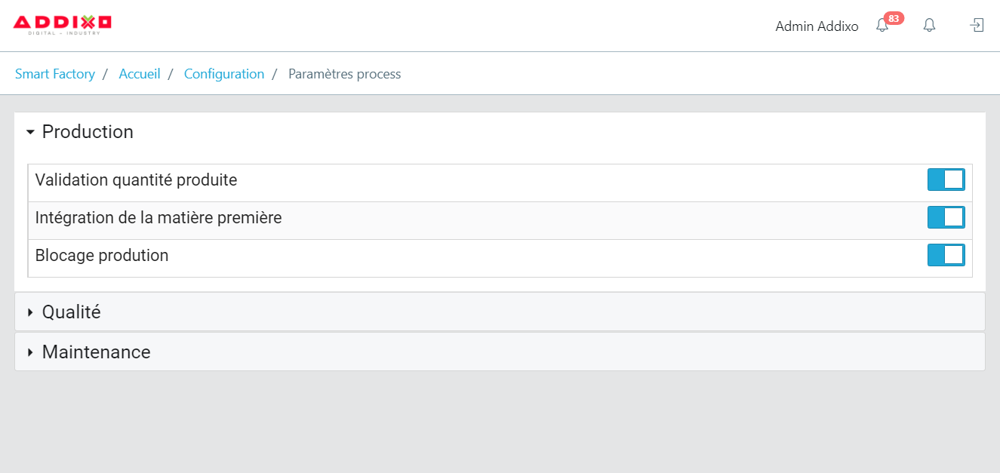 ADDIXO
DIGITAL - INDUSTRY
Admin Addixo 83
Smart Factory / Accueil / Configuration / Paramètres process
Production
Validation quantité produite
Intégration de la matière première
Blocage prodution
Qualité
Maintenance